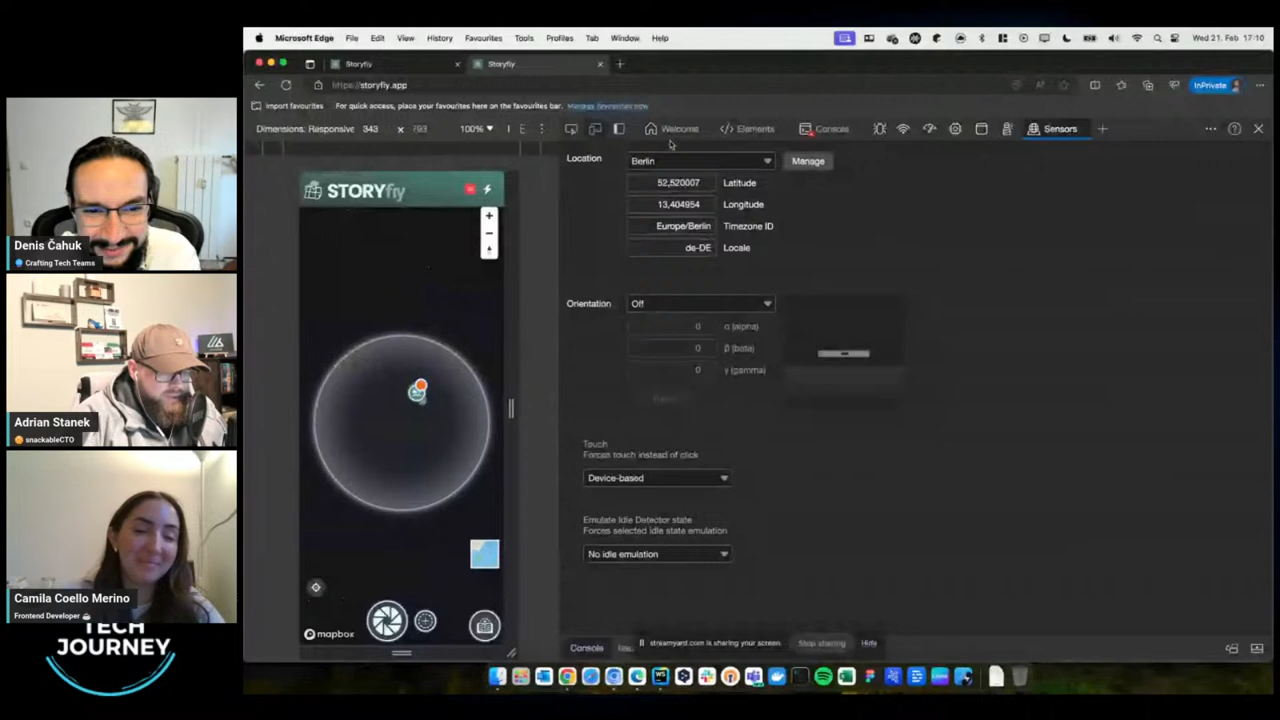 Microsoft Edge File Edit View History Favourites Tools Profiles Tab Window Help
Wed 21. Feb 17:10
Storyfly
Storyfly
https://storyfly.app
InPrivate
Import favourites For quick access, place your favourites here on the favourites bar. Manage favourites now
Dimensions: Responsive 343 × 793 100%
Welcome
Elements
Console
Sensors
Location
Berlin
Manage
52,520007 Latitude
13,404954 Longitude
Europe/Berlin Timezone ID
de-DE Locale
Orientation
Off
0 α (alpha)
0 β (beta)
0 γ (gamma)
Touch
Forces touch instead of click
Device-based
Emulate Idle Detector state
Forces selected idle state emulation
No idle emulation
Console
streamyard.com is sharing your screen.
Stop sharing
Hide
STORYfly
mapbox
Denis Čahuk
Crafting Tech Teams
Adrian Stanek
snackableCTO
Camila Coello Merino
Frontend Developer
TECH
JOURNEY